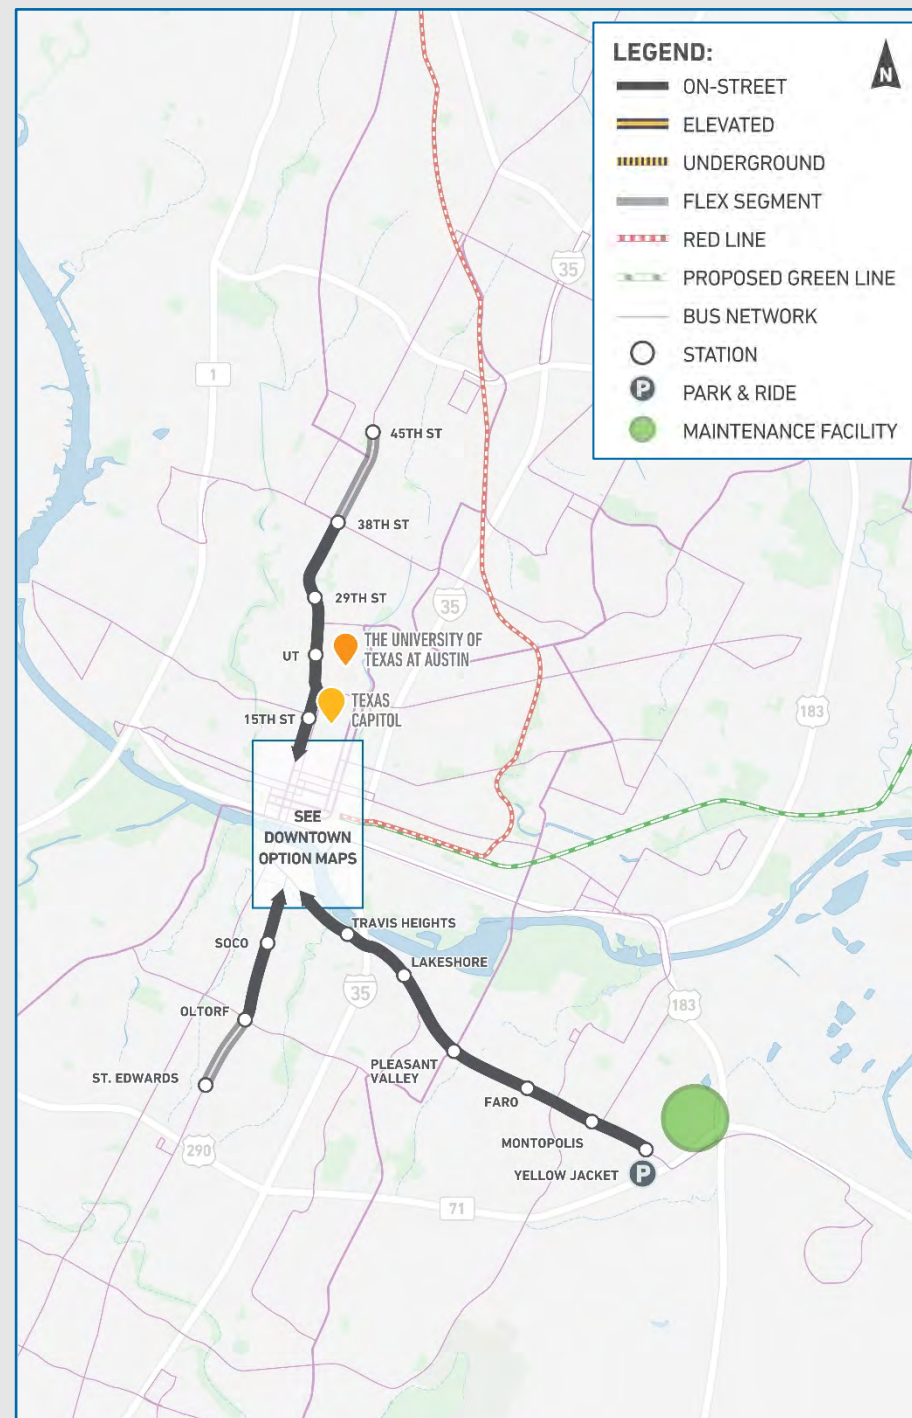 LEGEND:
N
ON-STREET
ELEVATED
UNDERGROUND
FLEX SEGMENT
RED LINE
PROPOSED GREEN LINE
BUS NETWORK
STATION
P
PARK & RIDE
MAINTENANCE FACILITY
35
1
45TH ST
38TH ST
29TH ST
35
UT
THE UNIVERSITY OF
TEXAS AT AUSTIN
TEXAS
CAPITOL
15TH ST
183
SEE
DOWNTOWN
OPTION MAPS
TRAVIS HEIGHTS
SOCO
LAKESHORE
35
183
OLTORF
PLEASANT
VALLEY
ST. EDWARDS
FARO
MONTOPOLIS
290
YELLOW JACKET
P
71